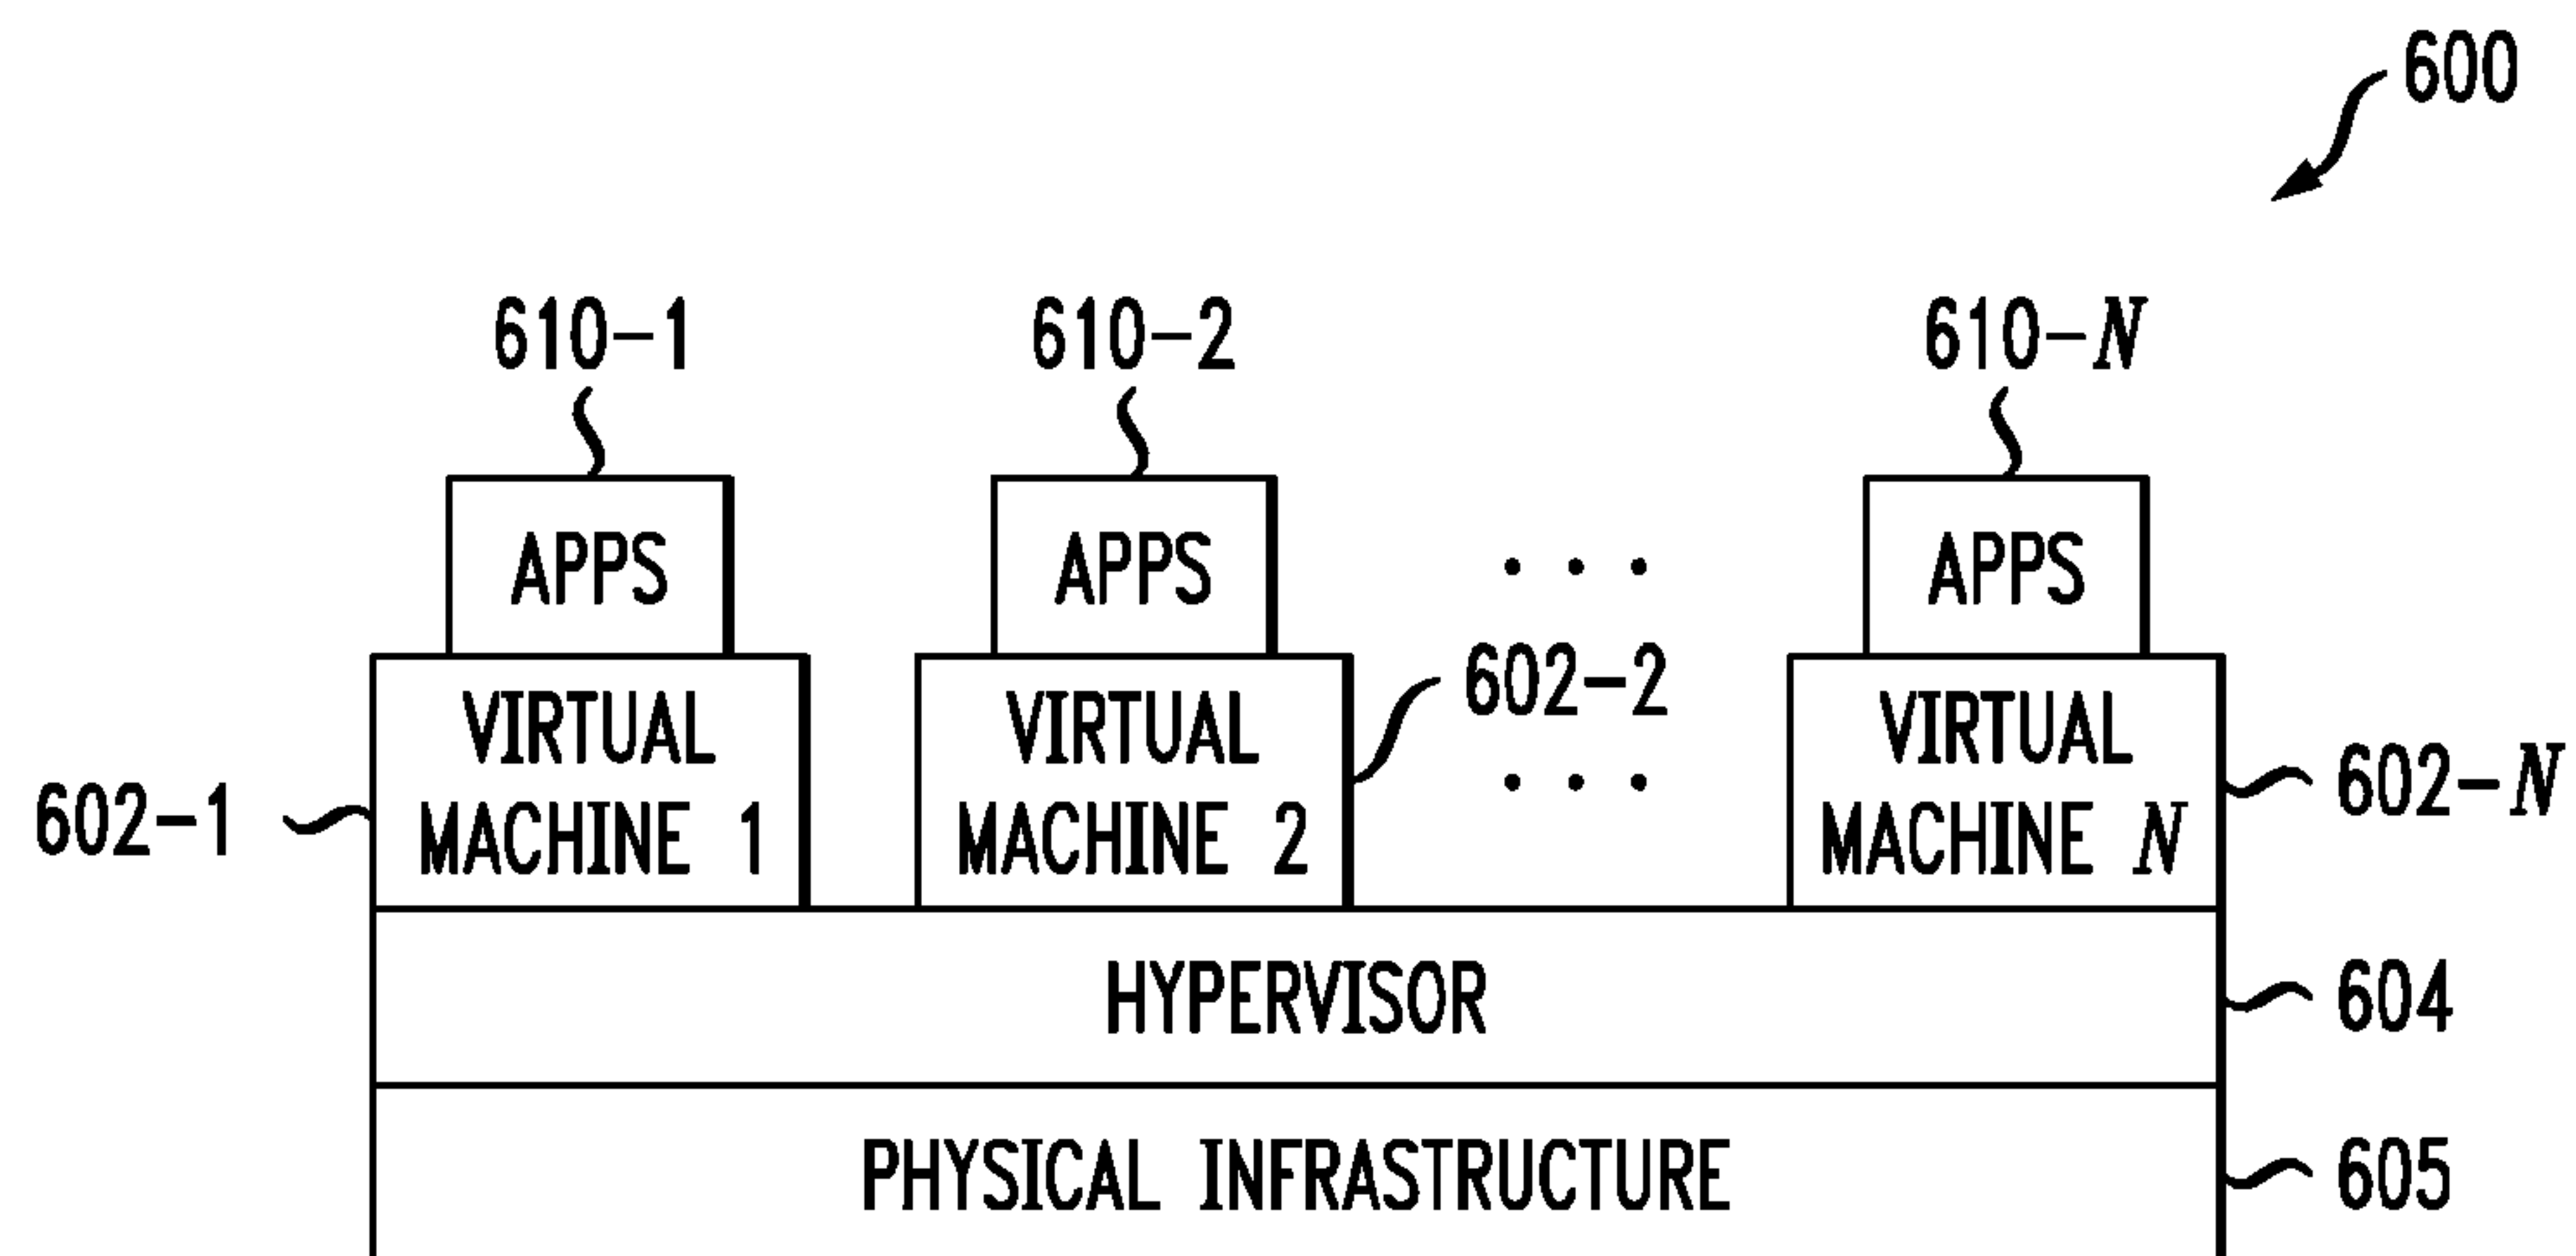 600
610-1 610-2 610-N
APPS APPS . . . APPS
602-2
VIRTUAL VIRTUAL VIRTUAL
602-1 . . . 602-N
MACHINE 1 MACHINE 2 MACHINE N
HYPERVISOR 604
PHYSICAL INFRASTRUCTURE 605